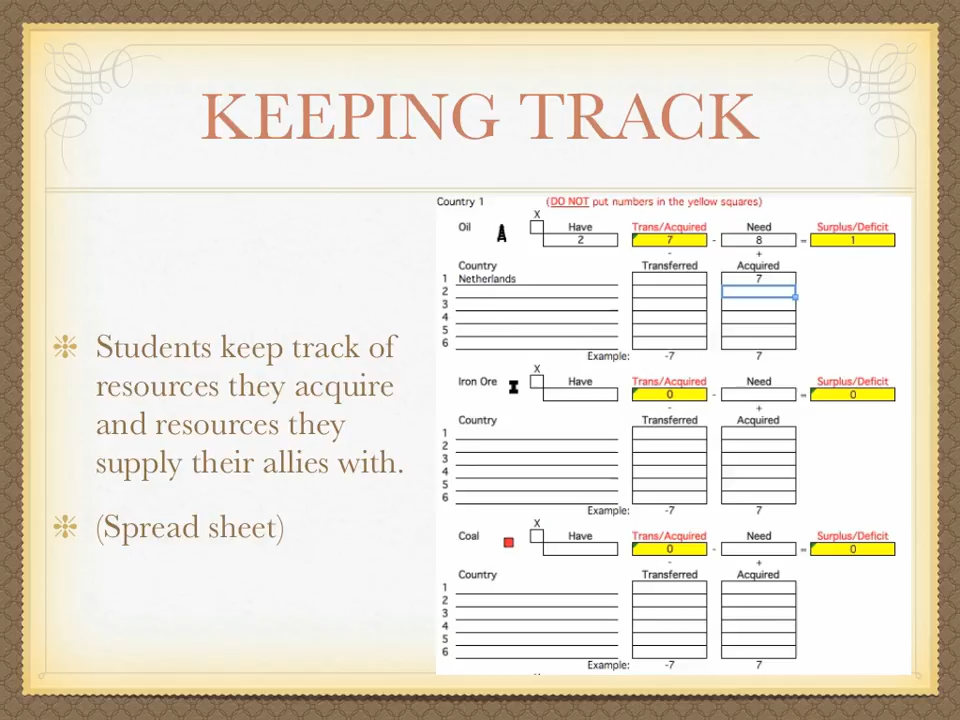 KEEPING TRACK
Students keep track of
resources they acquire
and resources they
supply their allies with.
(Spread sheet)
Country 1 (DO NOT put numbers in the yellow squares)
X
Oil Have Trans/Acquired Need Surplus/Deficit
2 7 - 8 = 1
- +
Country Transferred Acquired
1 Netherlands 7
2
3
4
5
6
Example: -7 7
X
Iron Ore Have Trans/Acquired Need Surplus/Deficit
0 - = 0
- +
Country Transferred Acquired
1
2
3
4
5
6
Example: -7 7
X
Coal Have Trans/Acquired Need Surplus/Deficit
0 - = 0
- +
Country Transferred Acquired
1
2
3
4
5
6
Example: -7 7